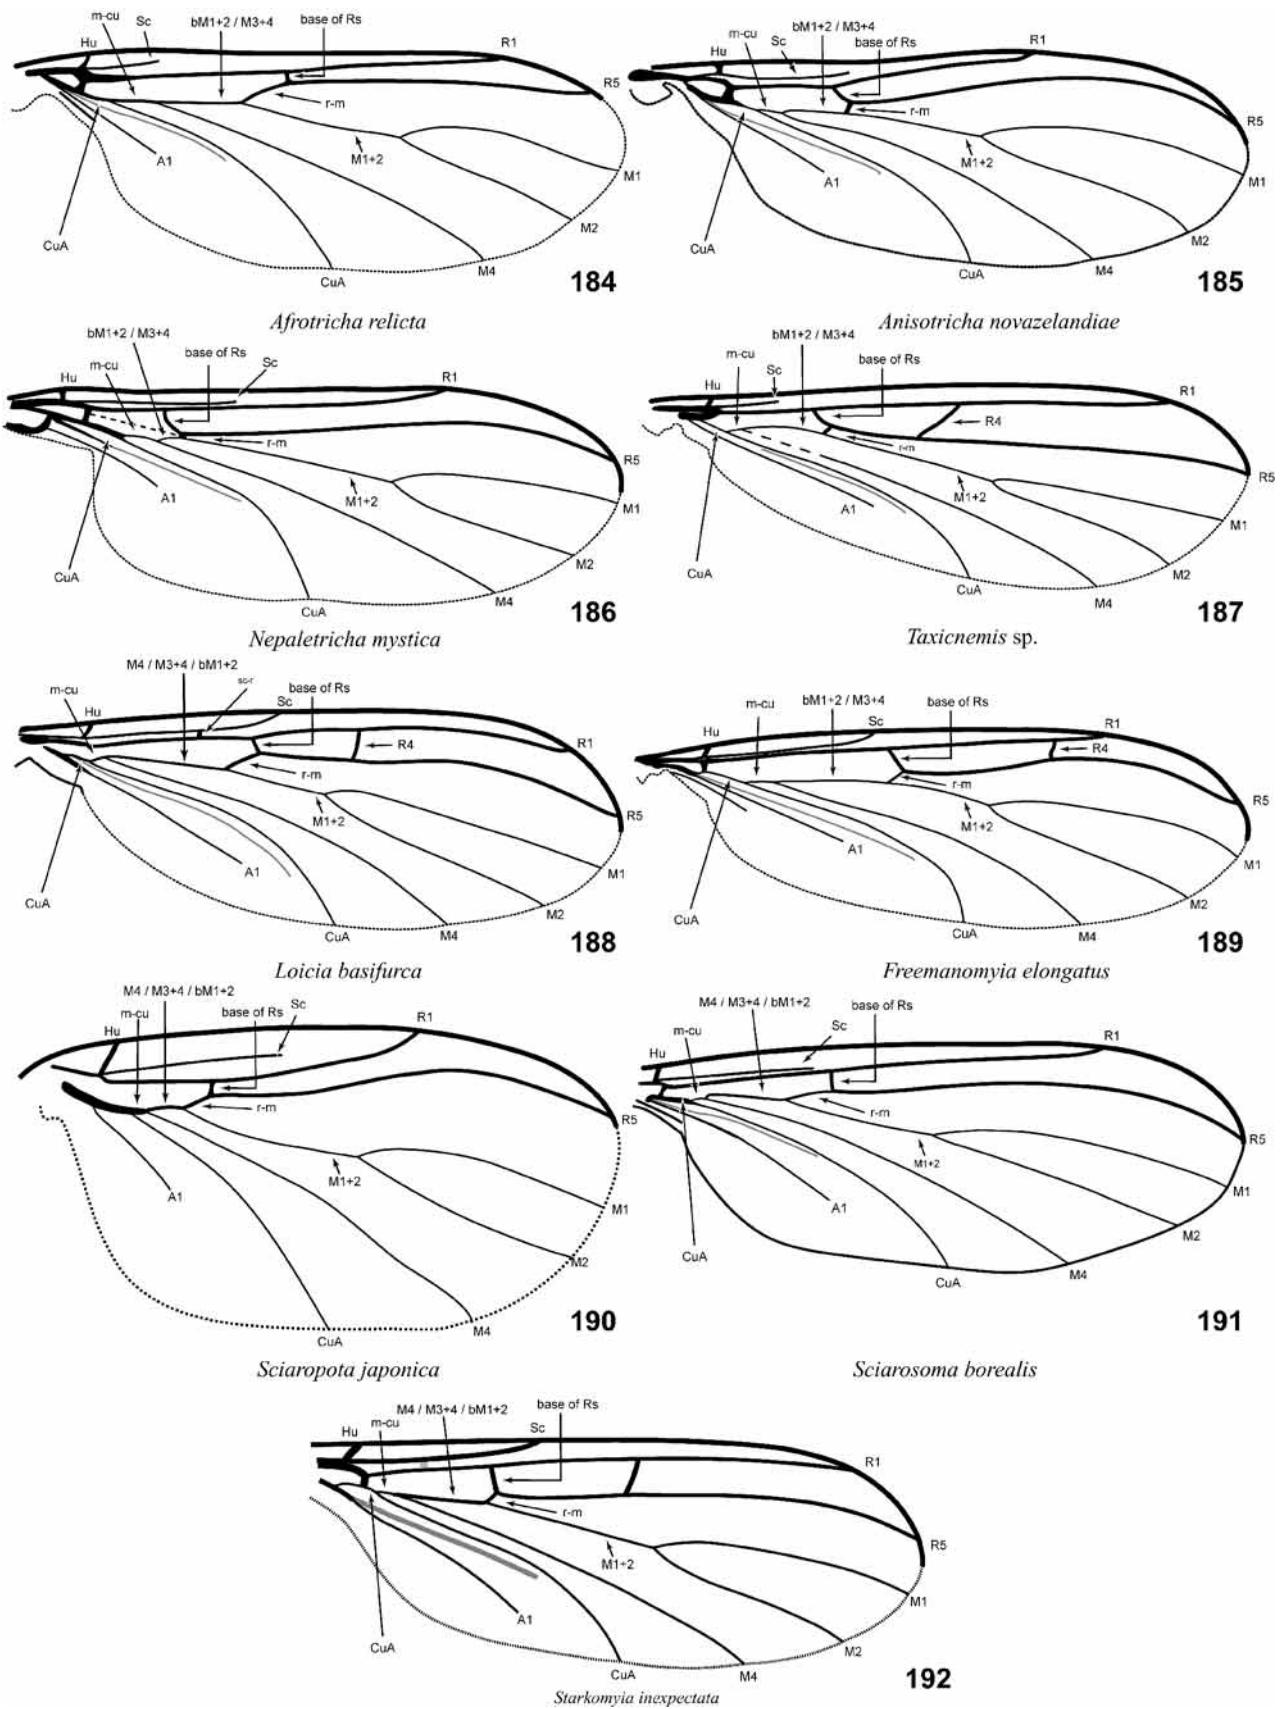 m-cu
Sc
bM1+2 / M3+4
base of Rs
Hu
R1
R5
r-m
A1
M1+2
M1
M2
CuA
M4
CuA
184
Afrotricha relicta
bM1+2 / M3+4
m-cu
Sc
base of Rs
Hu
R1
R5
r-m
A1
M1+2
M1
M2
CuA
M4
CuA
185
Anisotricha novazelandiae
bM1+2 / M3+4
base of Rs
m-cu
Sc
Hu
R1
r-m
R5
A1
M1+2
M1
M2
CuA
M4
CuA
186
Nepaletricha mystica
bM1+2 / M3+4
m-cu
base of Rs
Sc
Hu
R1
R4
r-m
R5
A1
M1+2
M1
M2
CuA
CuA
M4
187
Taxicnemis sp.
M4 / M3+4 / bM1+2
sc-r
m-cu
base of Rs
Sc
Hu
R1
R4
r-m
R5
M1+2
A1
M1
CuA
M2
CuA
M4
188
Loicia basifurca
bM1+2 / M3+4
m-cu
base of Rs
Sc
Hu
R1
R4
r-m
R5
M1+2
A1
M1
M2
CuA
CuA
M4
189
Freemanomyia elongatus
M4 / M3+4 / bM1+2
m-cu
base of Rs
Sc
Hu
R1
r-m
R5
A1
M1+2
M1
M2
CuA
M4
190
Sciaropota japonica
M4 / M3+4 / bM1+2
m-cu
Sc
base of Rs
Hu
R1
r-m
R5
M1+2
A1
M1
M2
CuA
CuA
M4
191
Sciarosoma borealis
M4 / M3+4 / bM1+2
base of Rs
m-cu
Hu
Sc
R1
r-m
R5
M1+2
A1
M1
CuA
M2
CuA
M4
192
Starkomyia inexpectata